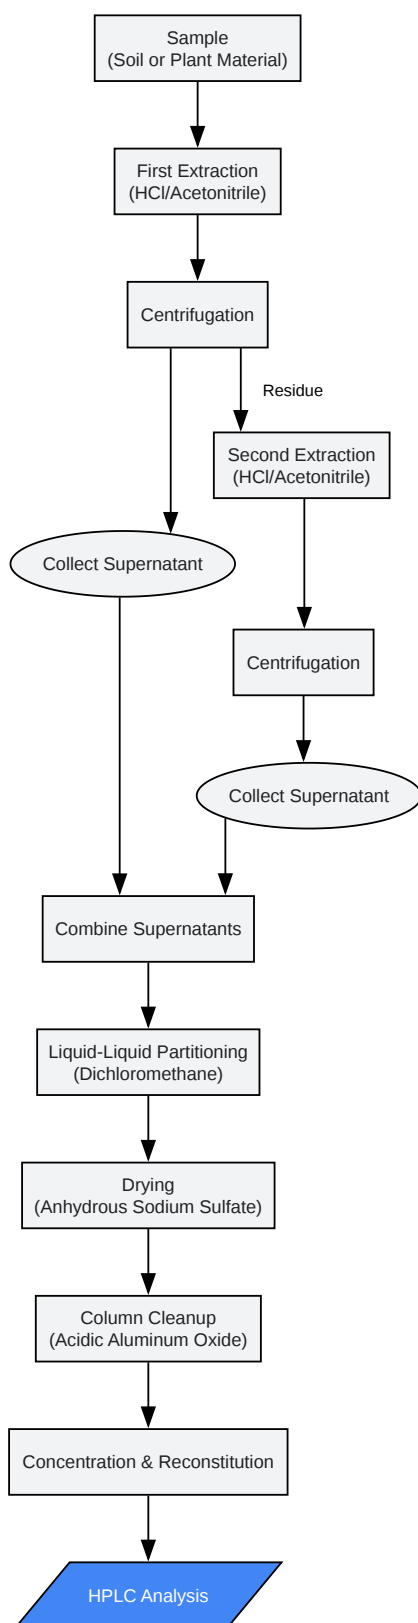 Sample
(Soil or Plant Material)
First Extraction
(HCl/Acetonitrile)
Centrifugation
Residue
Second Extraction
(HCl/Acetonitrile)
Collect Supernatant
Centrifugation
Collect Supernatant
Combine Supernatants
Liquid-Liquid Partitioning
(Dichloromethane)
Drying
(Anhydrous Sodium Sulfate)
Column Cleanup
(Acidic Aluminum Oxide)
Concentration & Reconstitution
HPLC Analysis